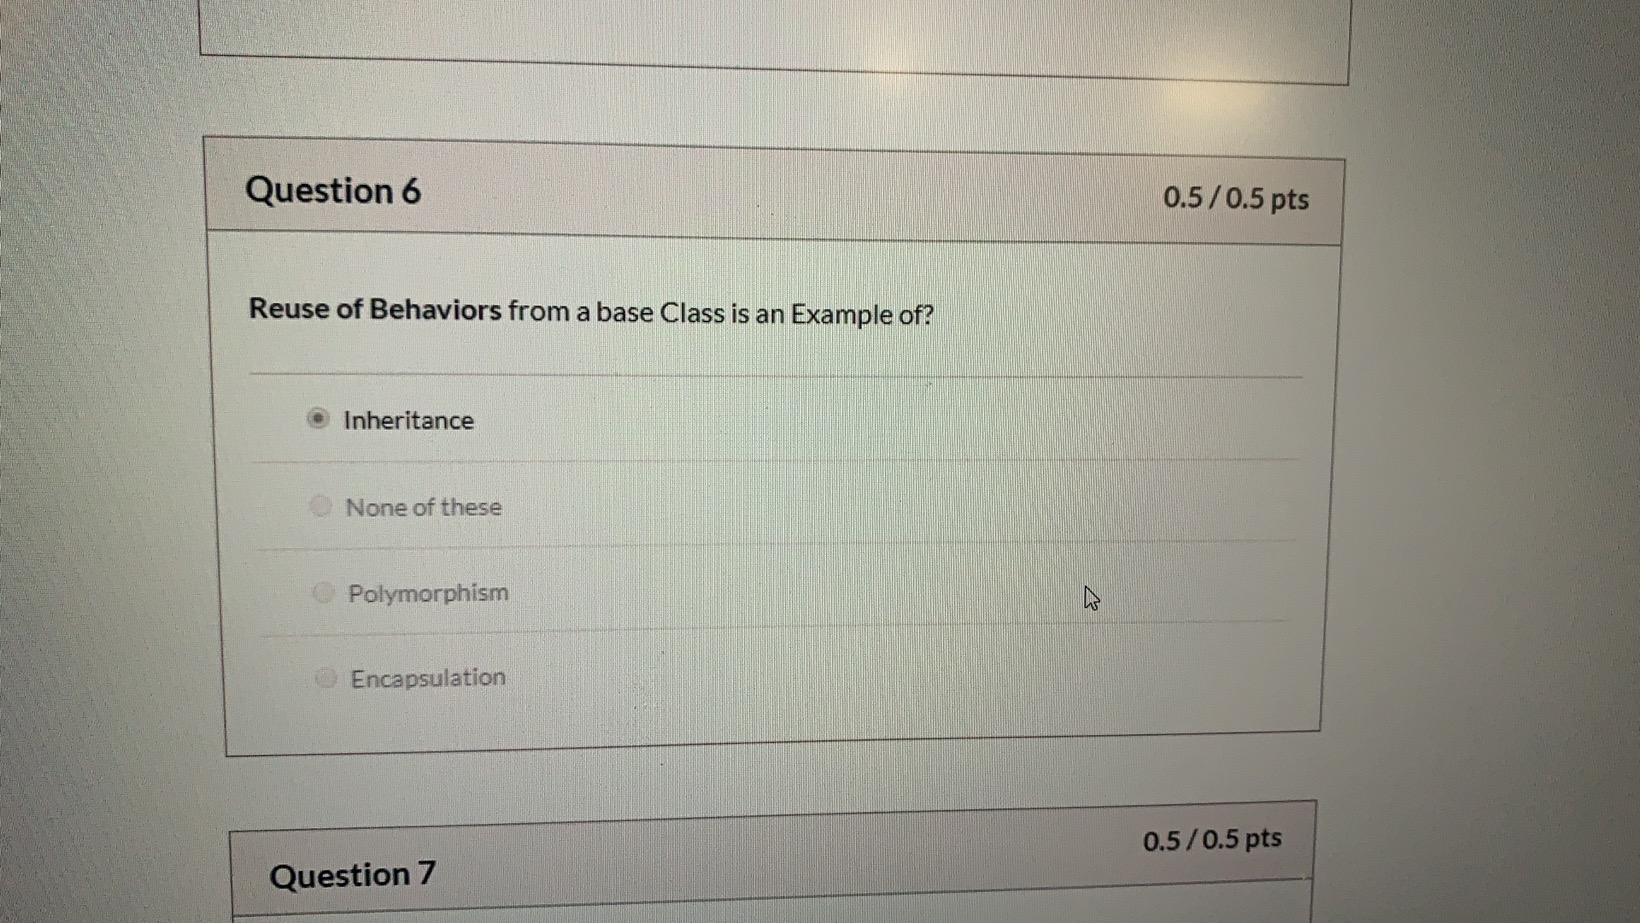 Question 6
0.5 / 0.5 pts
Reuse of Behaviors from a base Class is an Example of?
Inheritance
None of these
Polymorphism
Encapsulation
Question 7
0.5 / 0.5 pts